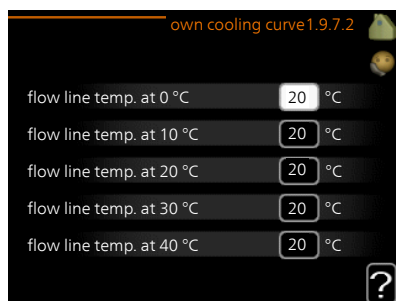 own cooling curve1.9.7.2
flow line temp. at 0 °C 20 °C
flow line temp. at 10 °C 20 °C
flow line temp. at 20 °C 20 °C
flow line temp. at 30 °C 20 °C
flow line temp. at 40 °C 20 °C
?